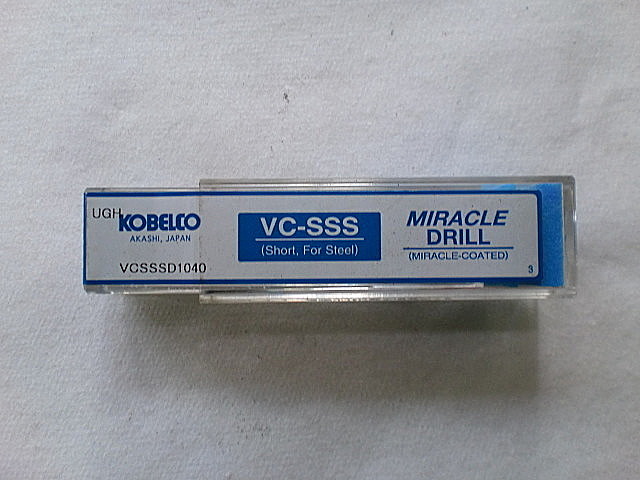 UGH
KOBELCO
AKASHI, JAPAN
VCSSSD1040
VC-SSS
(Short, For Steel)
MIRACLE
DRILL
(MIRACLE-COATED)
3